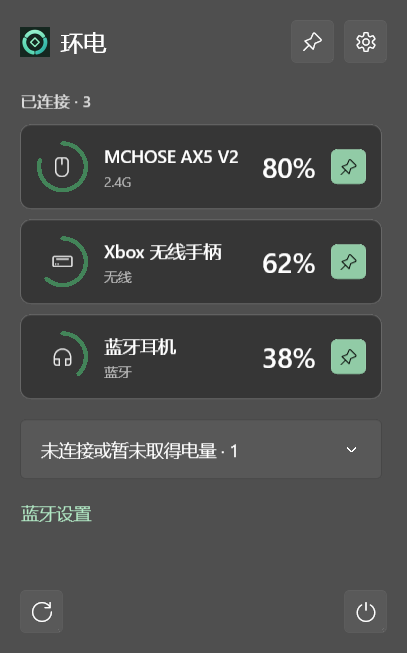 环电
已连接 · 3
MCHOSE AX5 V2
2.4G
80%
Xbox 无线手柄
无线
62%
蓝牙耳机
蓝牙
38%
未连接或暂未取得电量 · 1
蓝牙设置